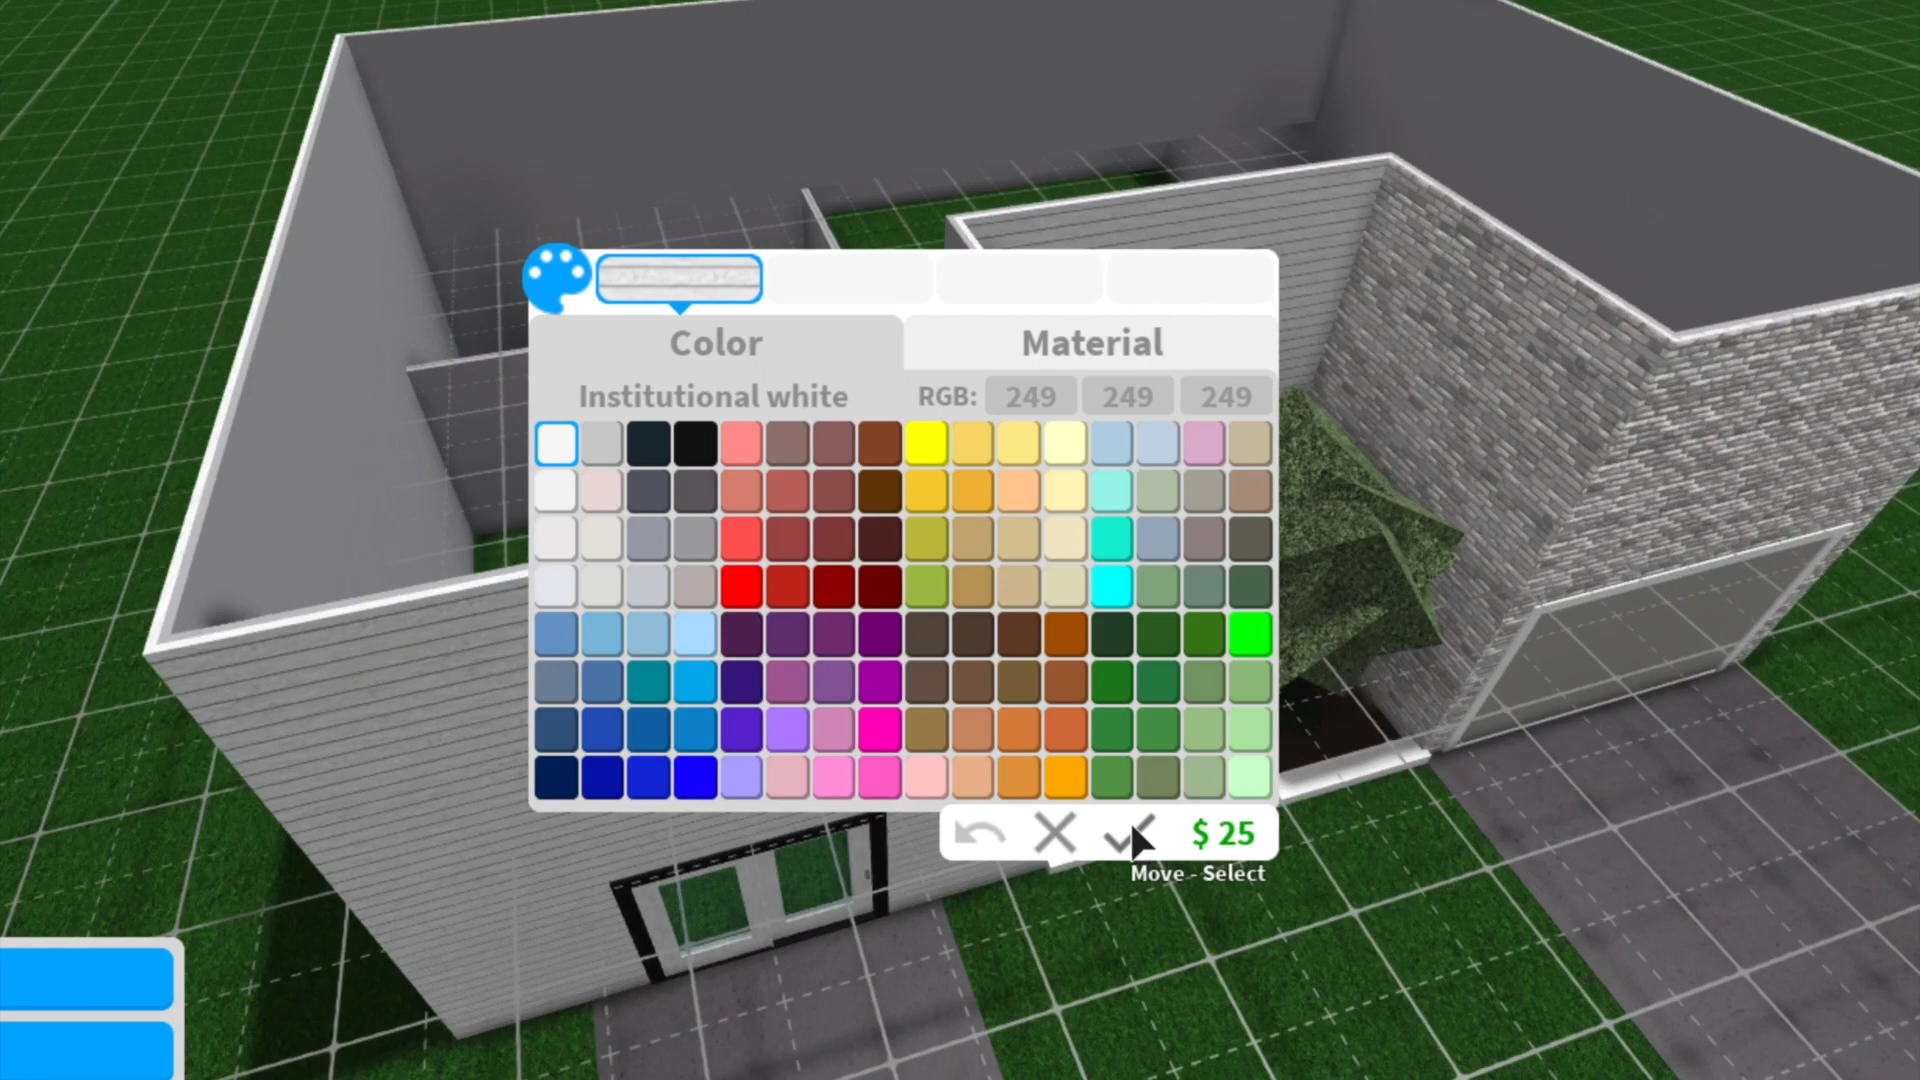 Color
Material
Institutional white
RGB: 249 249 249
$ 25
Move - Select